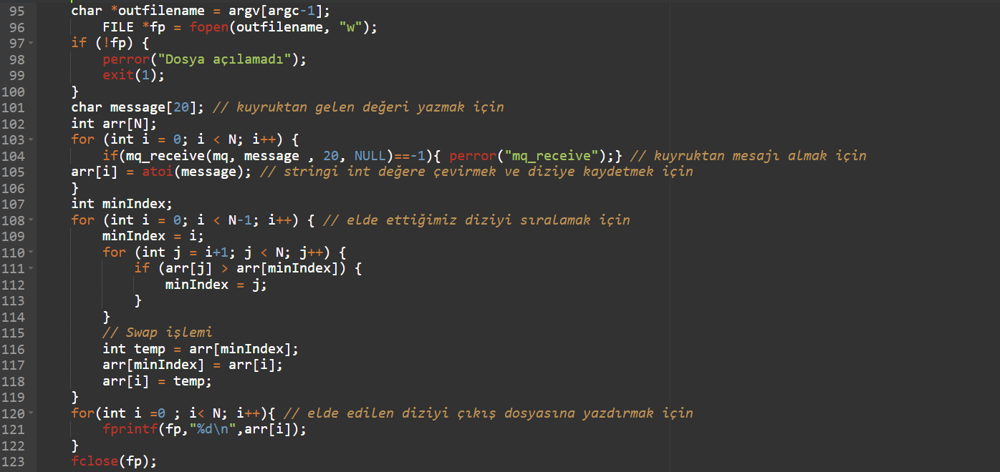 95 char *outfilename = argv[argc-1];
96 FILE *fp = fopen(outfilename, "w");
97 if (!fp) {
98 perror("Dosya açılamadı");
99 exit(1);
100 }
101 char message[20]; // kuyruktan gelen değeri yazmak için
102 int arr[N];
103 for (int i = 0; i < N; i++) {
104 if(mq_receive(mq, message , 20, NULL)==-1){ perror("mq_receive");} // kuyruktan mesajı almak için
105 arr[i] = atoi(message); // stringi int değere çevirmek ve diziye kaydetmek için
106 }
107 int minIndex;
108 for (int i = 0; i < N-1; i++) { // elde ettiğimiz diziyi sıralamak için
109 minIndex = i;
110 for (int j = i+1; j < N; j++) {
111 if (arr[j] > arr[minIndex]) {
112 minIndex = j;
113 }
114 }
115 // Swap işlemi
116 int temp = arr[minIndex];
117 arr[minIndex] = arr[i];
118 arr[i] = temp;
119 }
120 for(int i =0 ; i< N; i++){ // elde edilen diziyi çıkış dosyasına yazdırmak için
121 fprintf(fp,"%d\n",arr[i]);
122 }
123 fclose(fp);